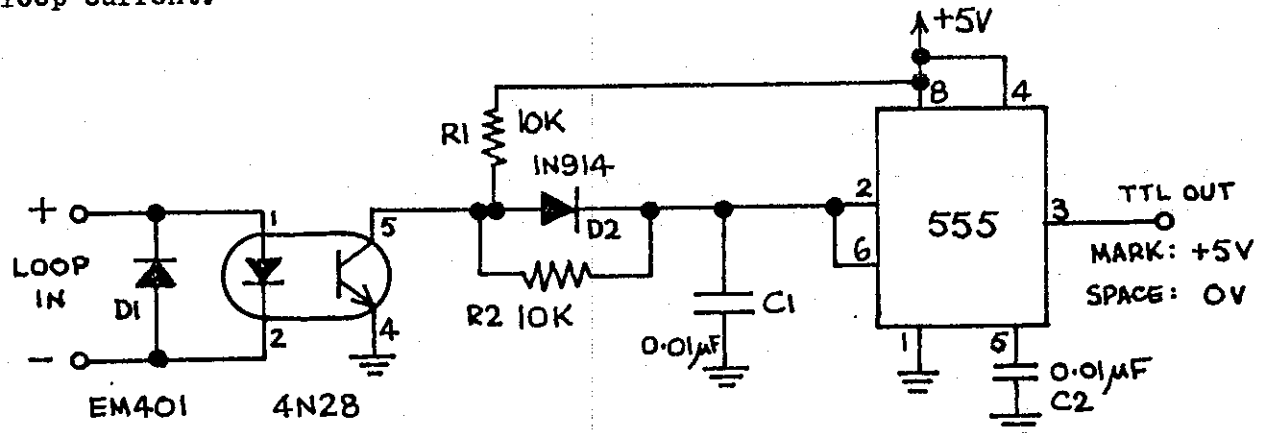 loop current.
+5V
8
4
R1
10K
1N914
+
1
5
2
3
TTL OUT
D2
555
LOOP
IN
D1
6
MARK: +5V
SPACE: 0V
R2 10K
C1
2
4
0.01µF
1
5
-
0.01µF
C2
EM401
4N28